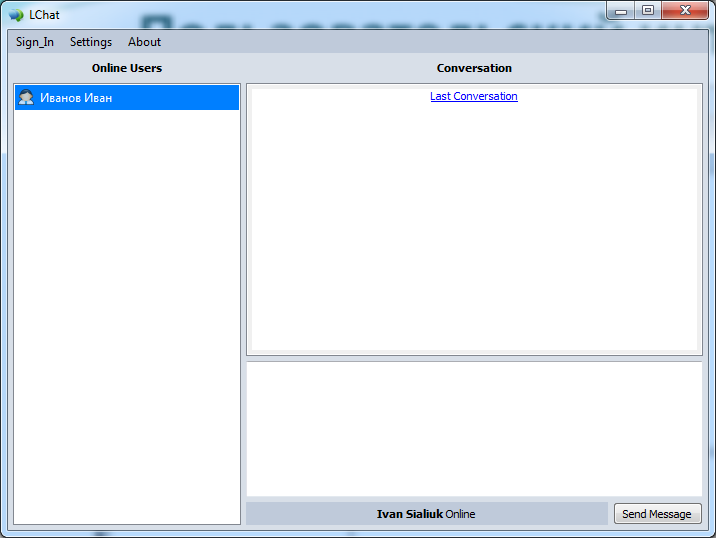 LChat
Sign_In Settings About
Online Users
Conversation
Иванов Иван
Last Conversation
Ivan Sialiuk Online
Send Message